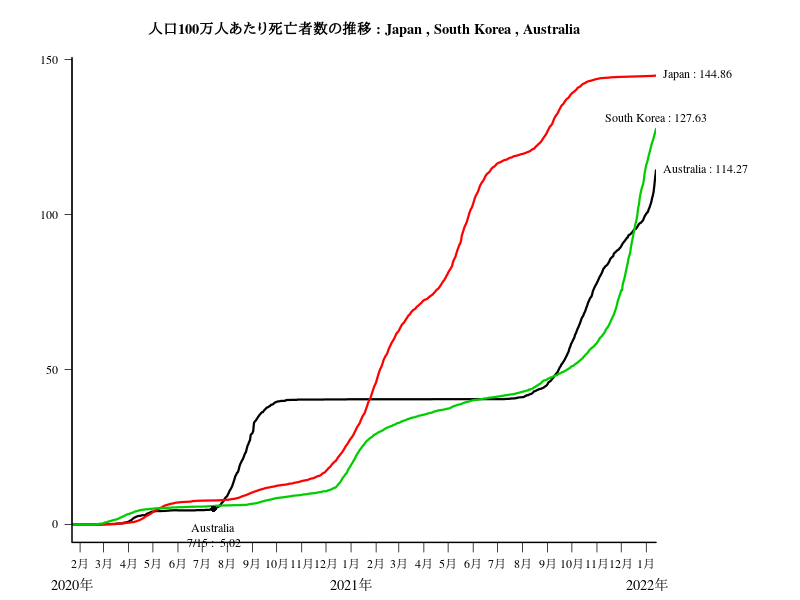 人口100万人あたり死亡者数の推移 : Japan , South Korea , Australia
150
Japan : 144.86
South Korea : 127.63
Australia : 114.27
100
50
0
Australia
7/15 : 5.02
2月 3月 4月 5月 6月 7月 8月 9月 10月 11月 12月 1月 2月 3月 4月 5月 6月 7月 8月 9月 10月 11月 12月 1月
2020年 2021年 2022年